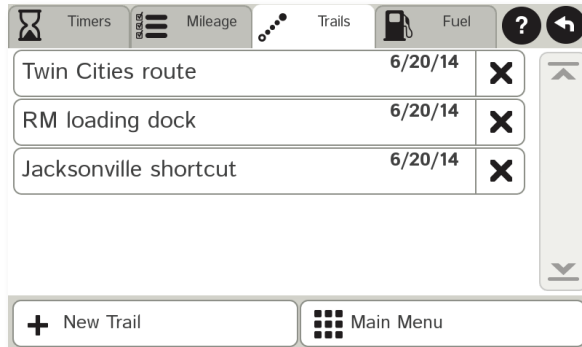 Timers Mileage Trails Fuel ?
Twin Cities route 6/20/14
RM loading dock 6/20/14
Jacksonville shortcut 6/20/14
New Trail Main Menu